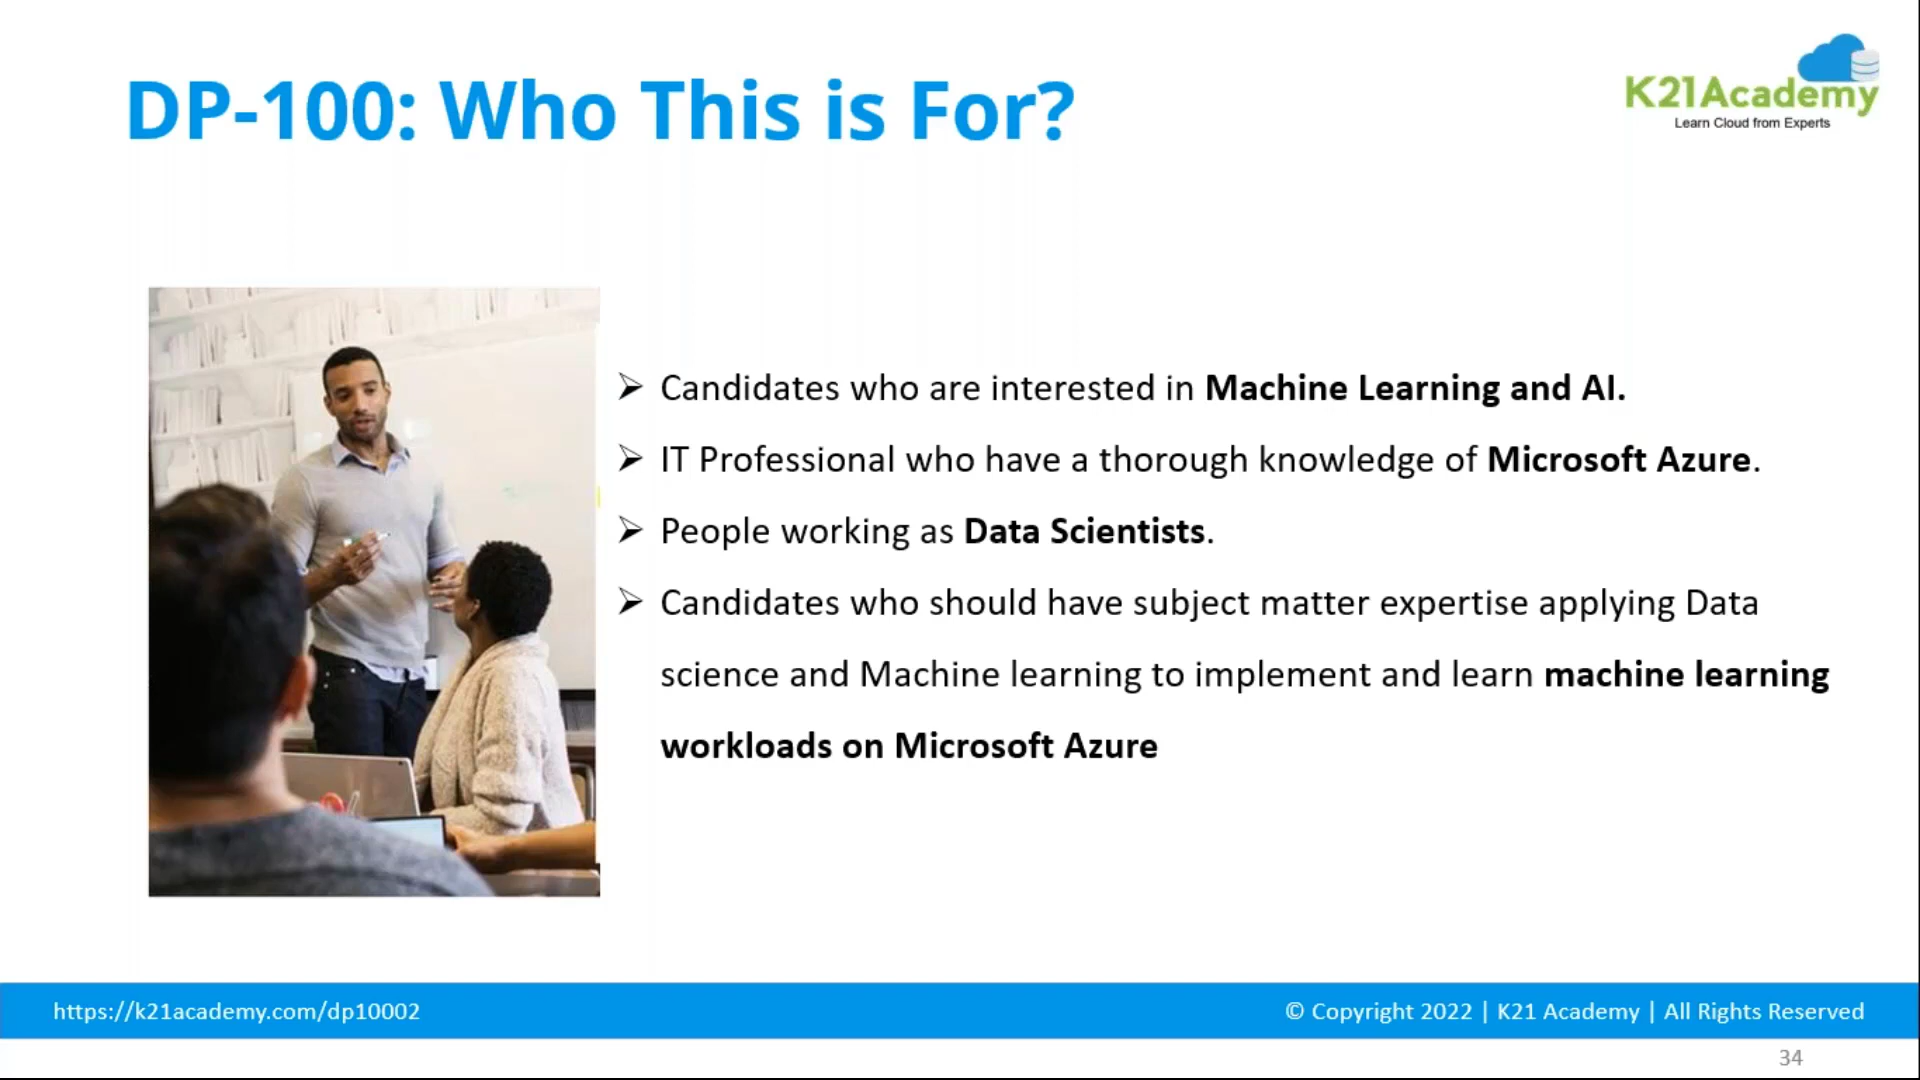 DP-100: Who This is For?
K21Academy
Learn Cloud from Experts
➢ Candidates who are interested in Machine Learning and AI.
➢ IT Professional who have a thorough knowledge of Microsoft Azure.
➢ People working as Data Scientists.
➢ Candidates who should have subject matter expertise applying Data
science and Machine learning to implement and learn machine learning
workloads on Microsoft Azure
https://k21academy.com/dp10002
© Copyright 2022 | K21 Academy | All Rights Reserved
34